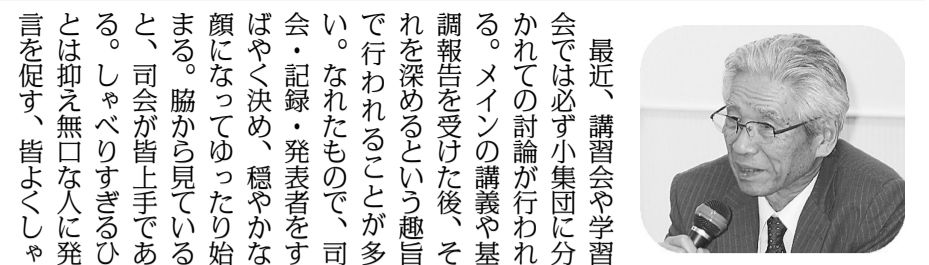 最近、講習会や学習
会では必ず小集団に分
かれての討論が行われ
る。メインの講義や基
調報告を受けた後、そ
れを深めるという趣旨
で行われることが多
い。なれたもので、司
会・記録・発表者をす
ばやく決め、穏やかな
顔になってゆったり始
まる。脇から見ている
と、司会が皆上手であ
る。しゃべりすぎるひ
とは抑え無口な人に発
言を促す、皆よくしゃ